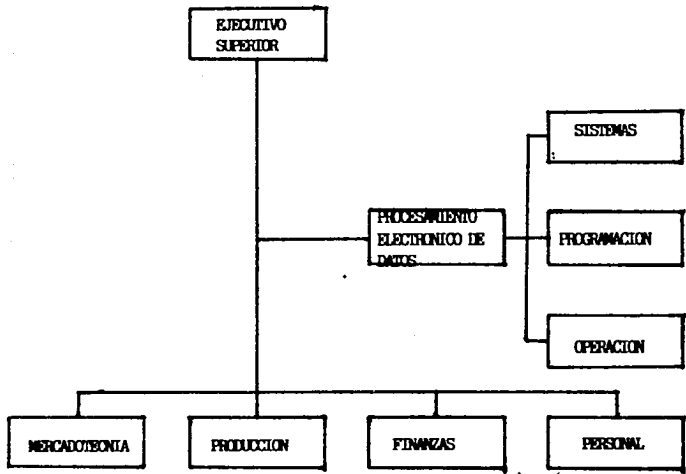 EJECUTIVO
SUPERIOR
SISTEMAS
PROCESAMIENTO
ELECTRONICO DE
DATOS
PROGRAMACION
OPERACION
MERCADOTECNIA
PRODUCCION
FINANZAS
PERSONAL